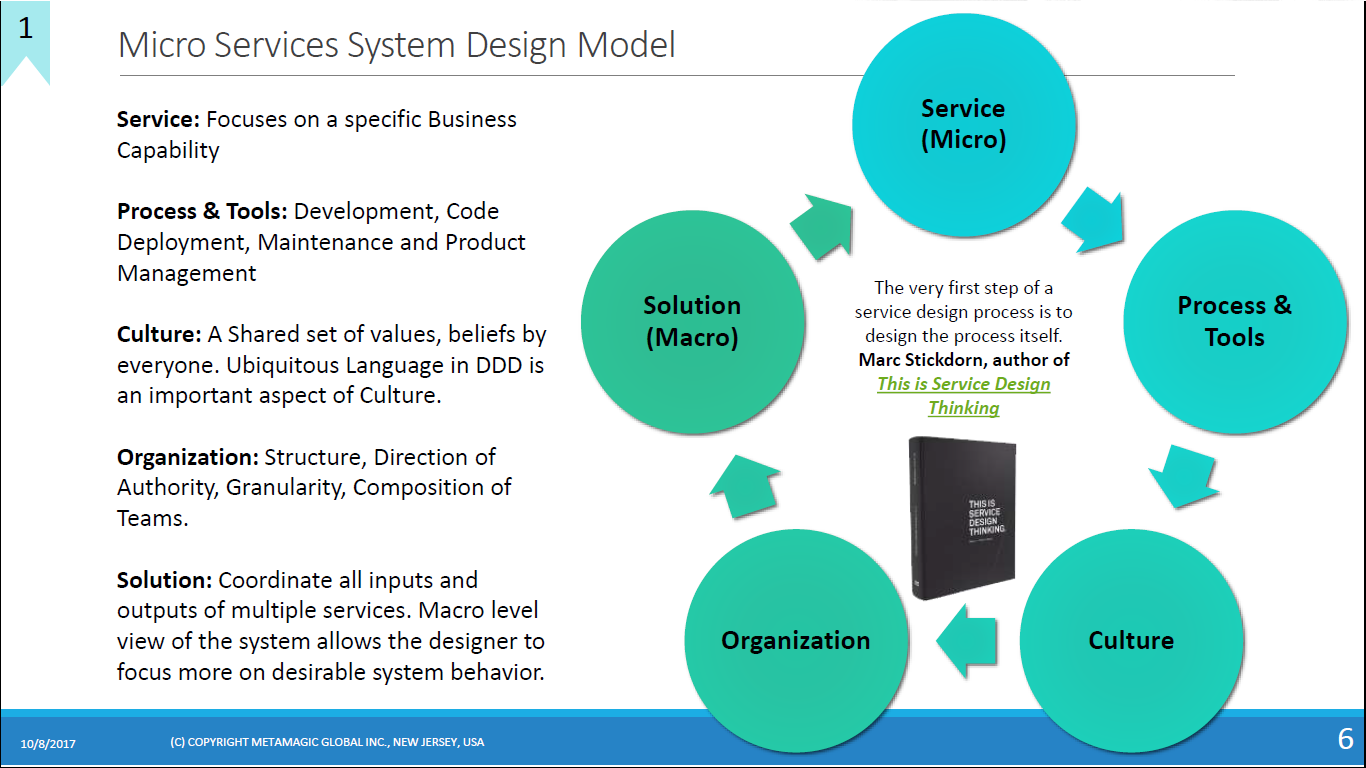 1
Micro Services System Design Model
Service: Focuses on a specific Business
Capability
Process & Tools: Development, Code
Deployment, Maintenance and Product
Management
Culture: A Shared set of values, beliefs by
everyone. Ubiquitous Language in DDD is
an important aspect of Culture.
Organization: Structure, Direction of
Authority, Granularity, Composition of
Teams.
Solution: Coordinate all inputs and
outputs of multiple services. Macro level
view of the system allows the designer to
focus more on desirable system behavior.
Service
(Micro)
Process &
Tools
Culture
Organization
Solution
(Macro)
The very first step of a
service design process is to
design the process itself.
Marc Stickdorn, author of
This is Service Design
Thinking
THIS IS
SERVICE
DESIGN
THINKING.
10/8/2017
(C) COPYRIGHT METAMAGIC GLOBAL INC., NEW JERSEY, USA
6